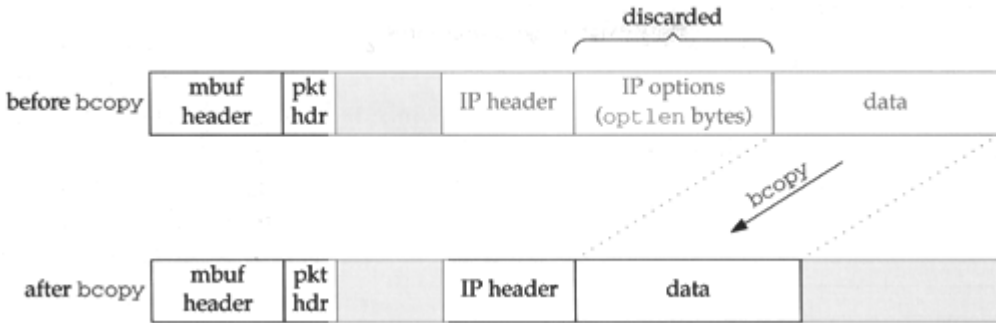 discarded
before bcopy
mbuf
header
pkt
hdr
IP header
IP options
(optlen bytes)
data
bcopy
after bcopy
mbuf
header
pkt
hdr
IP header
data